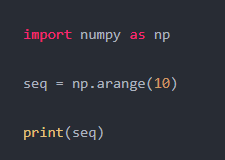 import numpy as np
seq = np.arange(10)
print(seq)